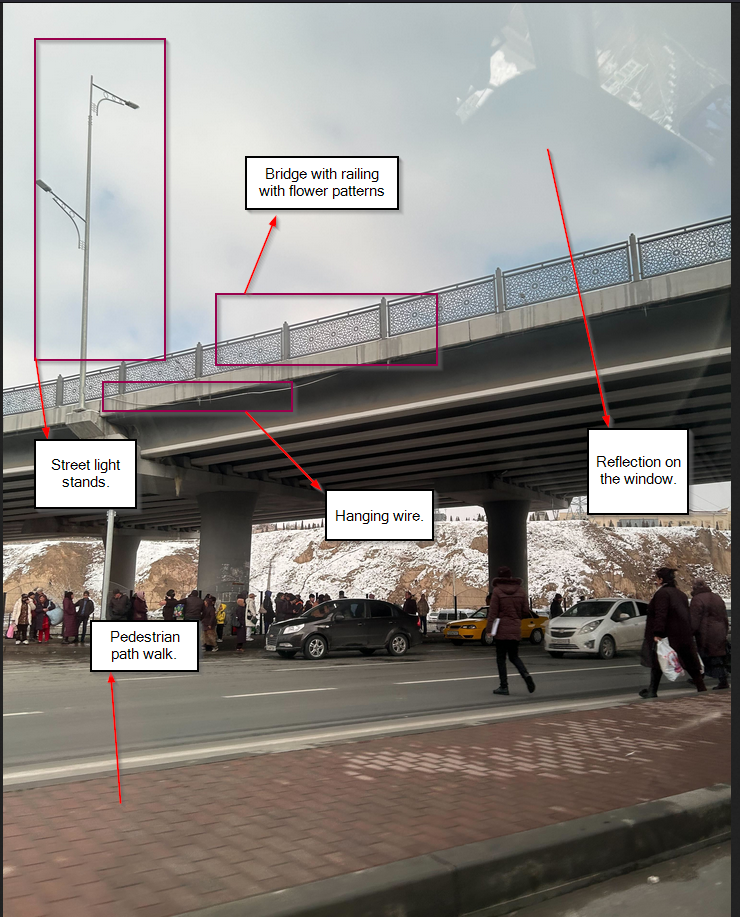 Bridge with railing
with flower patterns
Street light
stands.
Reflection on
the window.
Hanging wire.
Pedestrian
path walk.